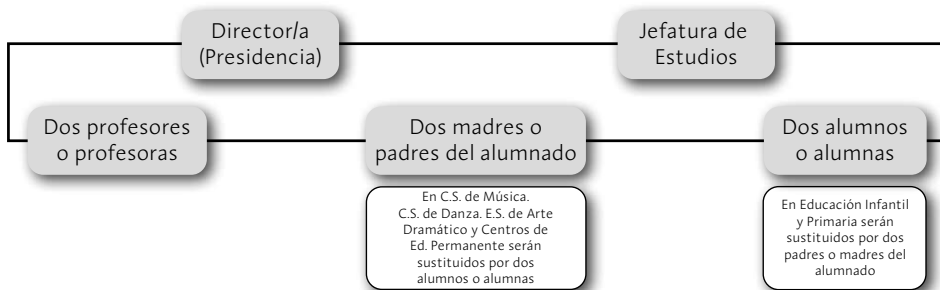 Director/a
(Presidencia)
Jefatura de
Estudios
Dos profesores
o profesoras
Dos madres o
padres del alumnado
Dos alumnos
o alumnas
En C.S. de Música.
C.S. de Danza. E.S. de Arte
Dramático y Centros de
Ed. Permanente serán
sustituidos por dos
alumnos o alumnas
En Educación Infantil
y Primaria serán
sustituidos por dos
padres o madres del
alumnado